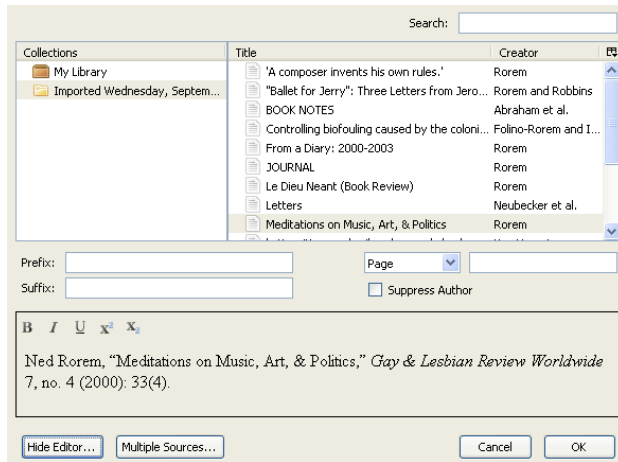 Search:
Collections
Title Creator
My Library
Imported Wednesday, Septem...
'A composer invents his own rules.' Rorem
"Ballet for Jerry": Three Letters from Jero... Rorem and Robbins
BOOK NOTES Abraham et al.
Controlling biofouling caused by the coloni... Folino-Rorem and I...
From a Diary: 2000-2003 Rorem
JOURNAL Rorem
Le Dieu Neant (Book Review) Rorem
Letters Neubecker et al.
Meditations on Music, Art, & Politics Rorem
Prefix:
Page
Suffix:
Suppress Author
B I U x² x₂
Ned Rorem, “Meditations on Music, Art, & Politics,” Gay & Lesbian Review Worldwide
7, no. 4 (2000): 33(4).
Hide Editor... Multiple Sources... Cancel OK